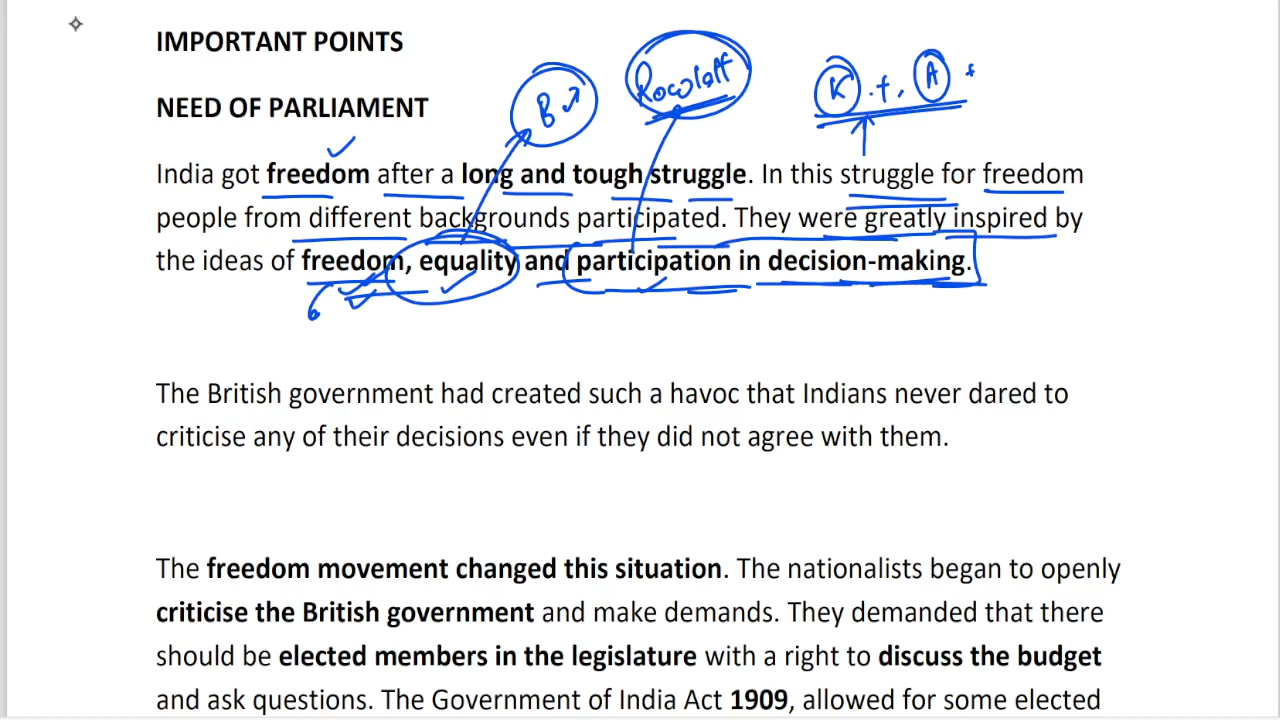 IMPORTANT POINTS
NEED OF PARLIAMENT
B
K + A +
India got freedom after a long and tough struggle. In this struggle for freedom
people from different backgrounds participated. They were greatly inspired by
the ideas of freedom, equality and participation in decision-making.
The British government had created such a havoc that Indians never dared to
criticise any of their decisions even if they did not agree with them.
The freedom movement changed this situation. The nationalists began to openly
criticise the British government and make demands. They demanded that there
should be elected members in the legislature with a right to discuss the budget
and ask questions. The Government of India Act 1909, allowed for some elected